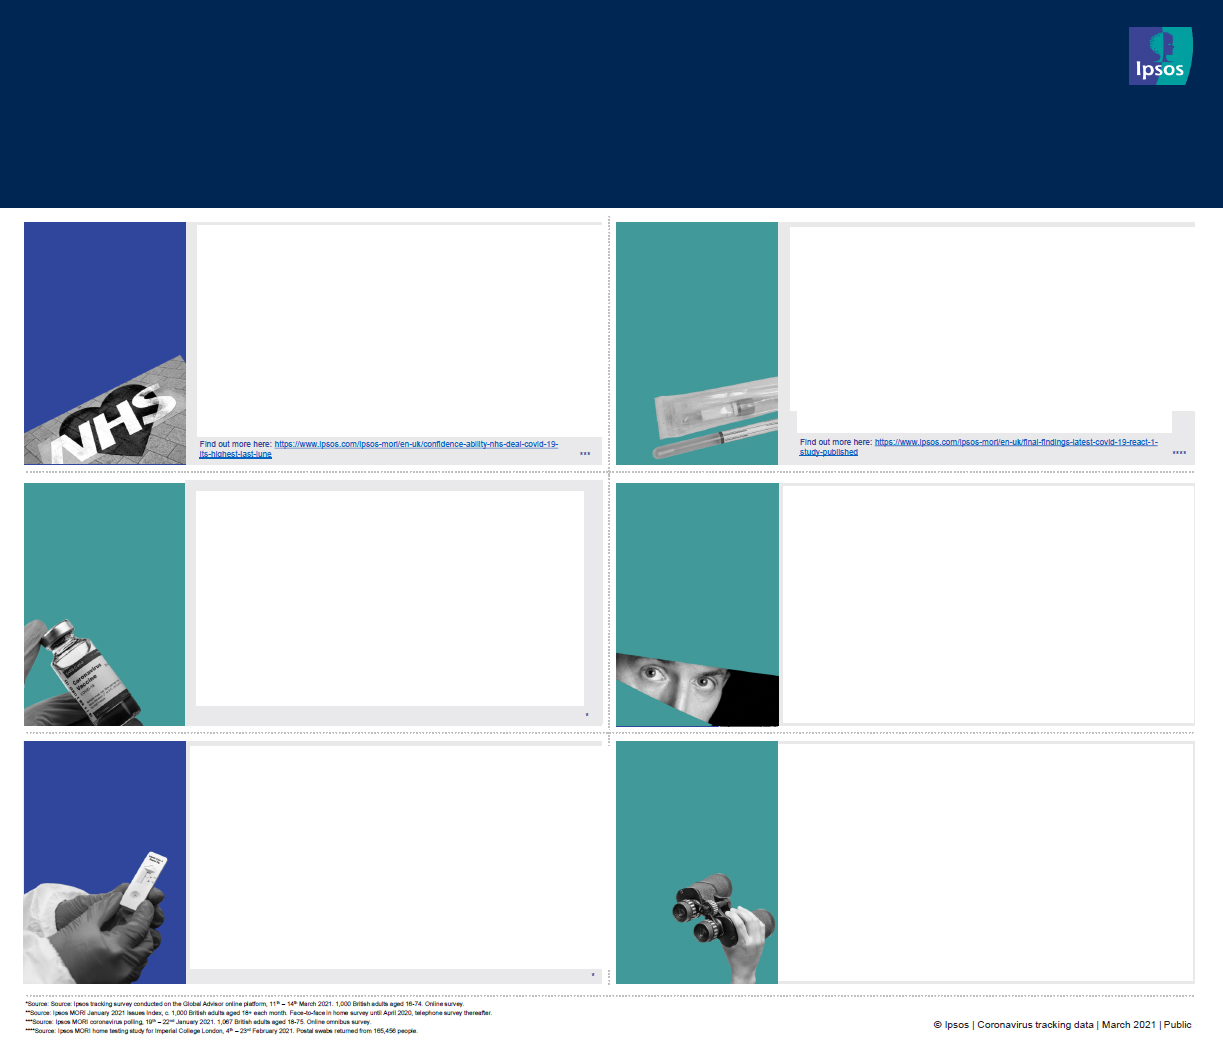 Ipsos
NHS
Find out more here: https://www.ipsos.com/ipsos-mori/en-uk/confidence-ability-nhs-deal-covid-19-
its-highest-last-june
***
Find out more here: https://www.ipsos.com/ipsos-mori/en-uk/final-findings-latest-covid-19-react-1-
study-published
****
Coronavirus
Vaccine
*
*
*Source: Source: Ipsos tracking survey conducted on the Global Advisor online platform, 11th – 14th March 2021. 1,000 British adults aged 16-74. Online survey.
**Source: Ipsos MORI January 2021 Issues Index, c. 1,000 British adults aged 18+ each month. Face-to-face in home survey until April 2020, telephone survey thereafter.
***Source: Ipsos MORI coronavirus polling, 19th – 22nd January 2021. 1,067 British adults aged 18-75. Online omnibus survey.
****Source: Ipsos MORI home testing study for Imperial College London, 4th – 23rd February 2021. Postal swabs returned from 165,456 people.
© Ipsos | Coronavirus tracking data | March 2021 | Public